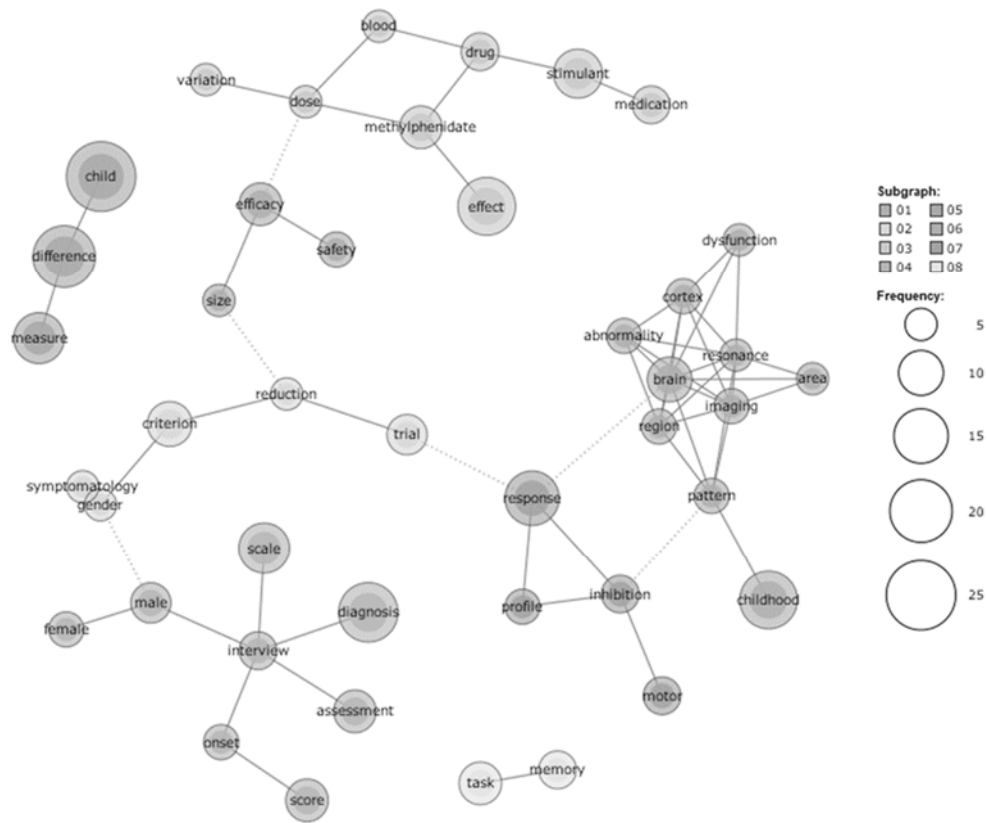 blood
drug
variation
stimulant
dose
medication
methylphenidate
child
efficacy
effect
difference
safety
size
measure
dysfunction
cortex
abnormality
resonance
brain
area
imaging
region
reduction
criterion
trial
symptomatology
gender
response
pattern
scale
male
diagnosis
profile
inhibition
childhood
female
interview
assessment
motor
onset
score
task
memory
Subgraph:
01 05
02 06
03 07
04 08
Frequency:
5
10
15
20
25